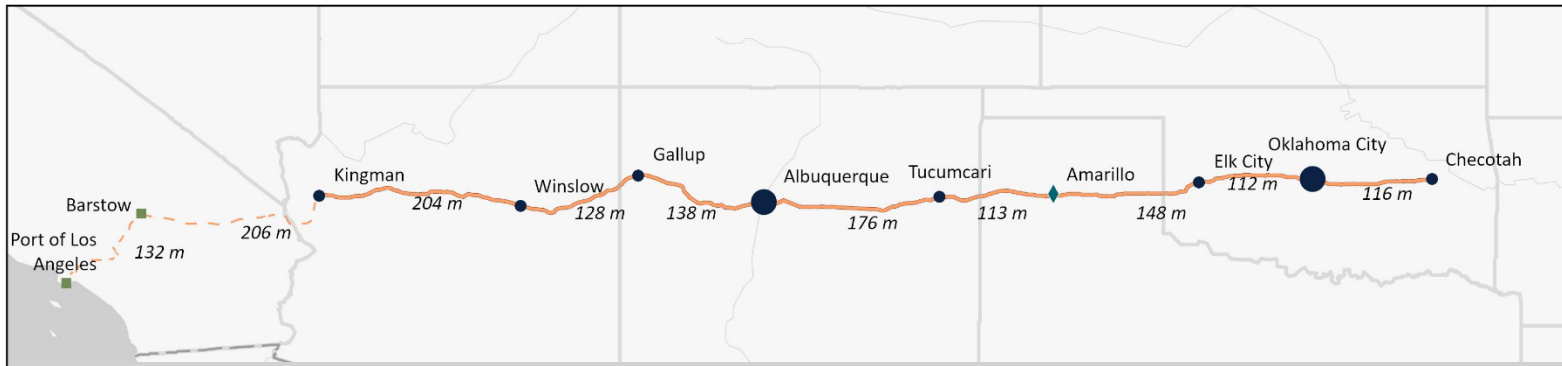 Port of Los
Angeles
132 m
Barstow
206 m
Kingman
204 m
Winslow
128 m
Gallup
138 m
Albuquerque
176 m
Tucumcari
113 m
Amarillo
148 m
Elk City
112 m
Oklahoma City
116 m
Checotah